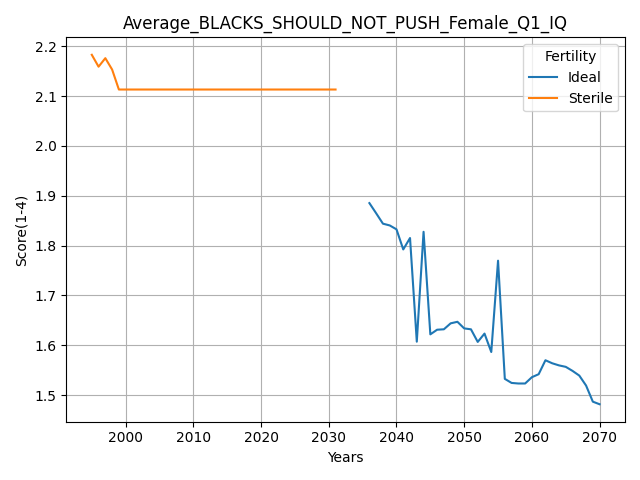 Average_BLACKS_SHOULD_NOT_PUSH_Female_Q1_IQ
Fertility
Ideal
Sterile
2.2
2.1
2.0
1.9
1.8
1.7
1.6
1.5
Score(1-4)
2000 2010 2020 2030 2040 2050 2060 2070
Years